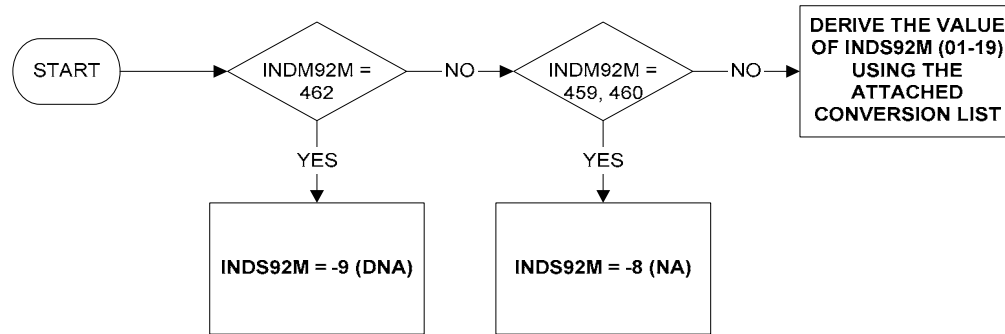 START
INDM92M =
462
NO
INDM92M =
459, 460
NO
DERIVE THE VALUE
OF INDS92M (01-19)
USING THE
ATTACHED
CONVERSION LIST
YES
YES
INDS92M = -9 (DNA)
INDS92M = -8 (NA)